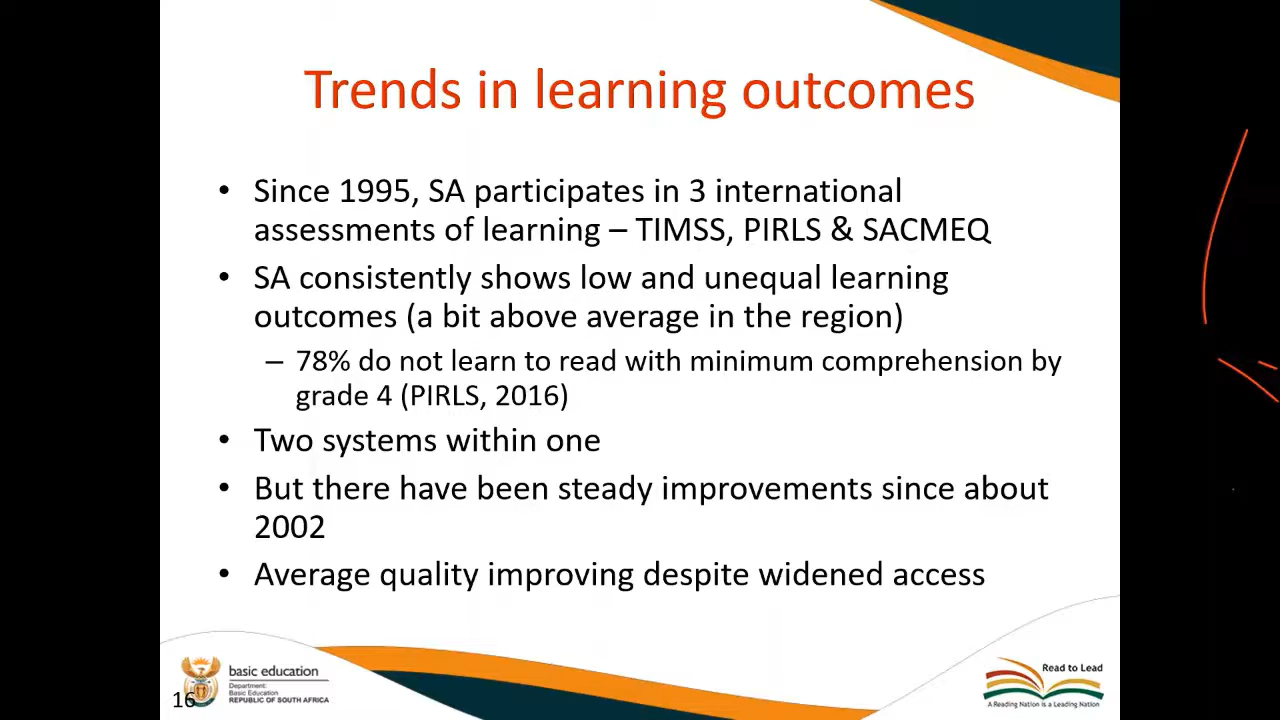 Trends in learning outcomes
• Since 1995, SA participates in 3 international
assessments of learning – TIMSS, PIRLS & SACMEQ
• SA consistently shows low and unequal learning
outcomes (a bit above average in the region)
– 78% do not learn to read with minimum comprehension by
grade 4 (PIRLS, 2016)
• Two systems within one
• But there have been steady improvements since about
2002
• Average quality improving despite widened access
basic education
Department:
Basic Education
REPUBLIC OF SOUTH AFRICA
16
Read to Lead
A Reading Nation is a Leading Nation